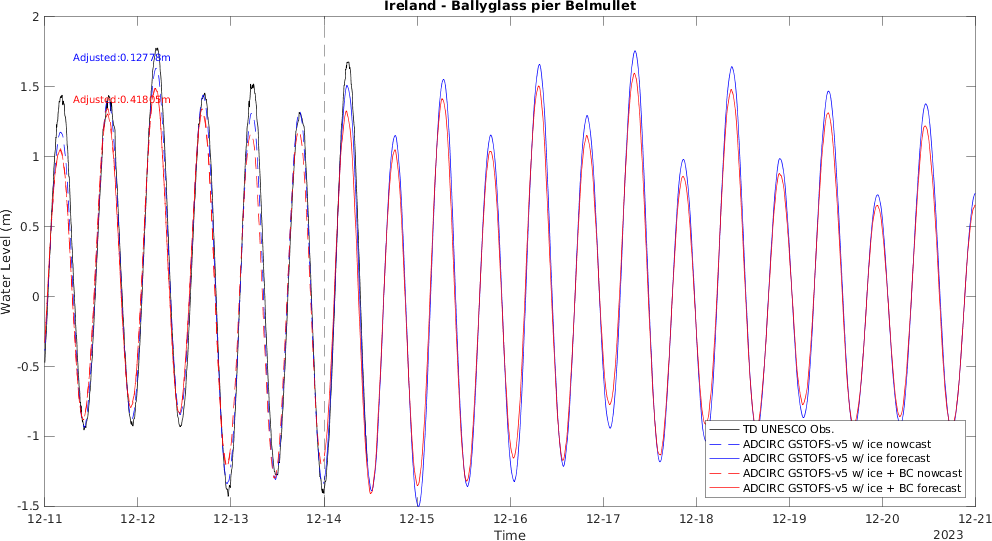 Ireland - Ballyglass pier Belmullet
Adjusted:0.12778m
Adjusted:0.41805m
Water Level (m)
2
1.5
1
0.5
0
-0.5
-1
-1.5
12-11
12-12
12-13
12-14
12-15
12-16
12-17
12-18
12-19
12-20
12-21
Time
2023
TD UNESCO Obs.
ADCIRC GSTOFS-v5 w/ ice nowcast
ADCIRC GSTOFS-v5 w/ ice forecast
ADCIRC GSTOFS-v5 w/ ice + BC nowcast
ADCIRC GSTOFS-v5 w/ ice + BC forecast